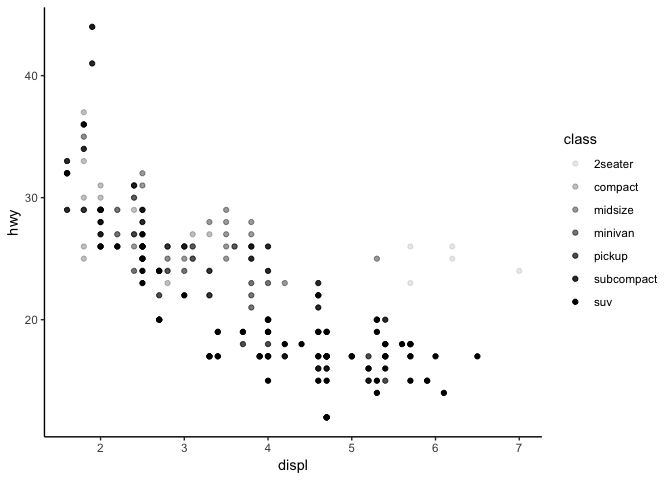 40
30
20
hwy
2 3 4 5 6 7
displ
class
2seater
compact
midsize
minivan
pickup
subcompact
suv